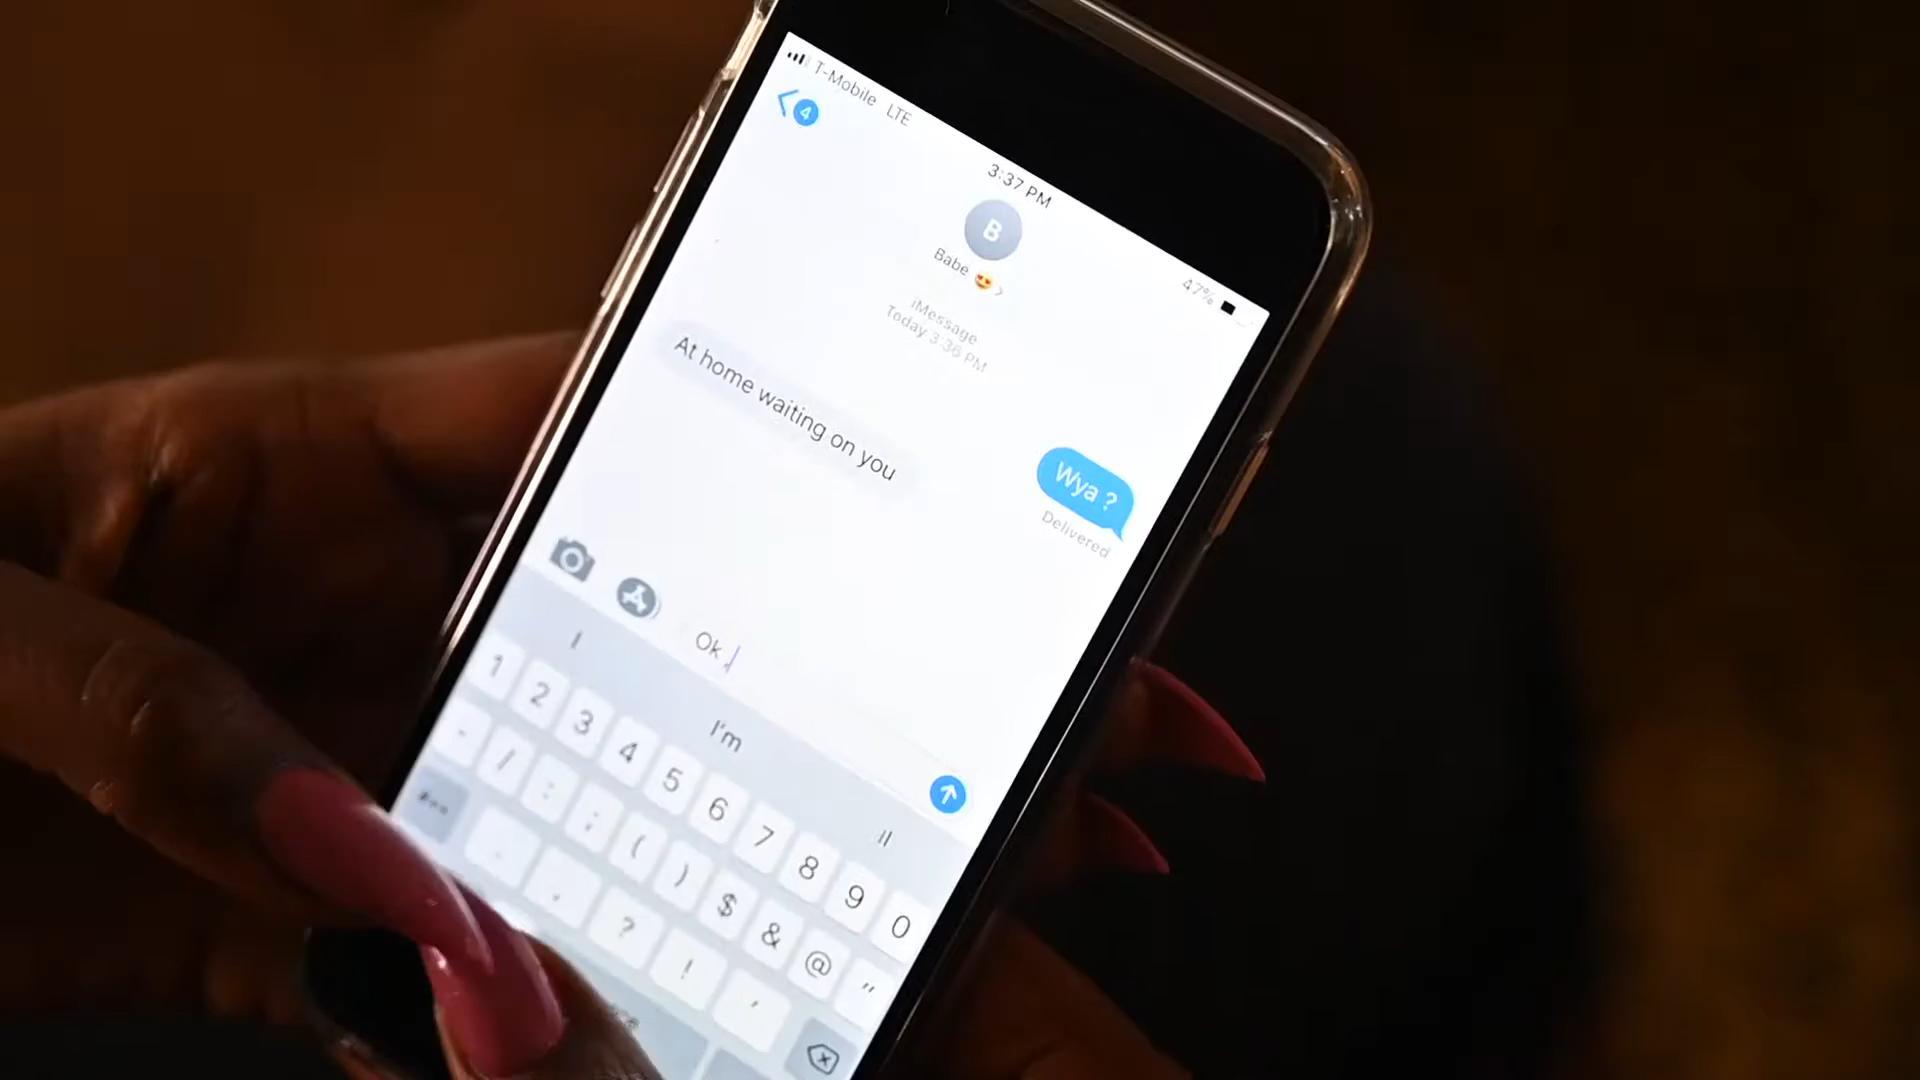 T-Mobile LTE
3:37 PM
47%
4
B
Babe 😍 >
iMessage
Today 3:36 PM
Wya ?
Delivered
At home waiting on you
Ok ,
I
I'm
1 2 3 4 5 6 7 8 9 0
- / : ; ( ) $ & @ "
#+= . , ? ! '